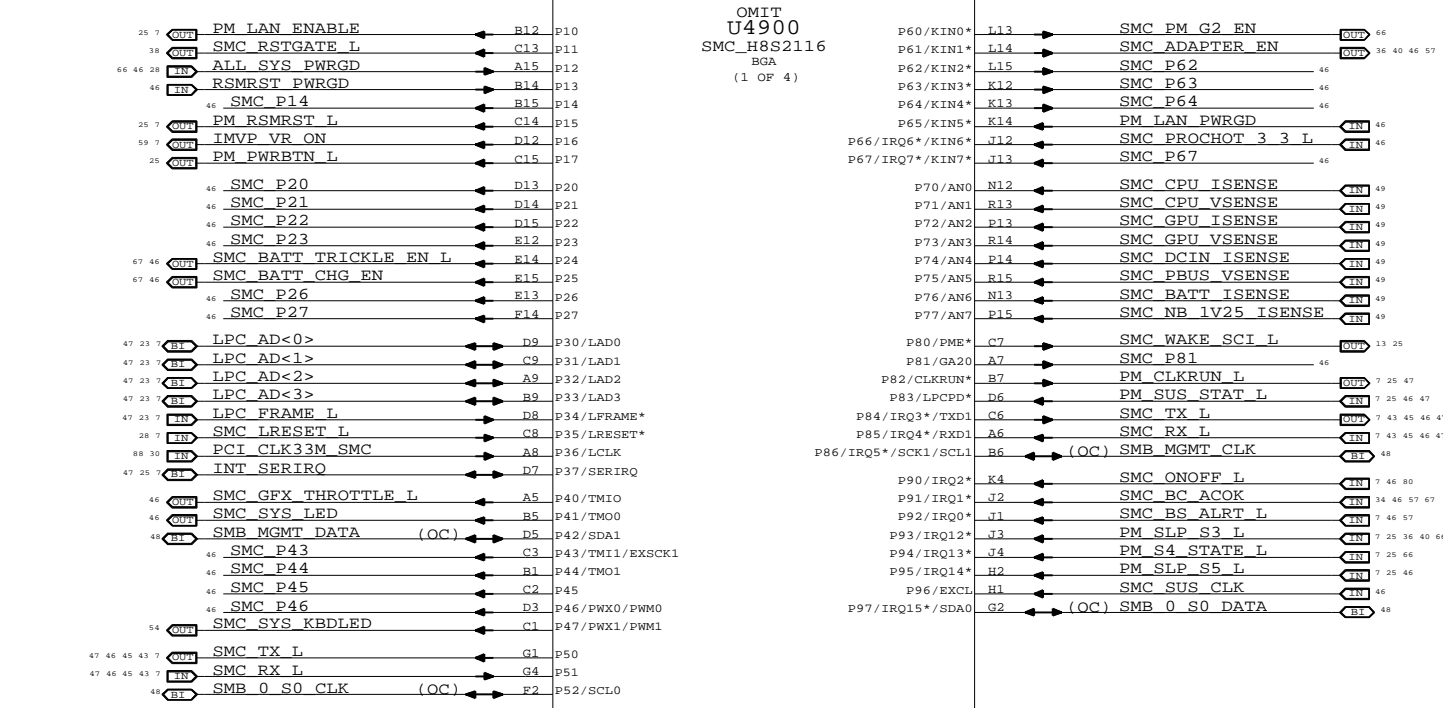 OMIT
U4900
SMC_H8S2116
BGA
(1 OF 4)
25 7 OUT PM_LAN_ENABLE B12 P10
38 OUT SMC_RSTGATE_L C13 P11
66 46 28 IN ALL_SYS_PWRGD A15 P12
46 IN RSMRST_PWRGD B14 P13
46 SMC_P14 B15 P14
25 7 OUT PM_RSMRST_L C14 P15
59 7 OUT IMVP_VR_ON D12 P16
25 OUT PM_PWRBTN_L C15 P17
46 SMC_P20 D13 P20
46 SMC_P21 D14 P21
46 SMC_P22 D15 P22
46 SMC_P23 E12 P23
67 46 OUT SMC_BATT_TRICKLE_EN_L E14 P24
67 46 OUT SMC_BATT_CHG_EN E15 P25
46 SMC_P26 E13 P26
46 SMC_P27 F14 P27
47 23 7 BI LPC_AD<0> D9 P30/LAD0
47 23 7 BI LPC_AD<1> C9 P31/LAD1
47 23 7 BI LPC_AD<2> A9 P32/LAD2
47 23 7 BI LPC_AD<3> B9 P33/LAD3
47 23 7 IN LPC_FRAME_L D8 P34/LFRAME*
28 7 IN SMC_LRESET_L C8 P35/LRESET*
88 30 IN PCI_CLK33M_SMC A8 P36/LCLK
47 25 7 BI INT_SERIRQ D7 P37/SERIRQ
46 OUT SMC_GFX_THROTTLE_L A5 P40/TMIO
46 OUT SMC_SYS_LED B5 P41/TMO0
48 BI SMB_MGMT_DATA (OC) D5 P42/SDA1
46 SMC_P43 C3 P43/TMI1/EXSCK1
46 SMC_P44 B1 P44/TMO1
46 SMC_P45 C2 P45
46 SMC_P46 D3 P46/PWX0/PWM0
54 OUT SMC_SYS_KBDLED C1 P47/PWX1/PWM1
47 46 45 43 7 OUT SMC_TX_L G1 P50
47 46 45 43 7 IN SMC_RX_L G4 P51
48 BI SMB_0_S0_CLK (OC) F2 P52/SCL0
P60/KIN0* L13 SMC_PM_G2_EN OUT 66
P61/KIN1* L14 SMC_ADAPTER_EN OUT 36 40 46 57
P62/KIN2* L15 SMC_P62 46
P63/KIN3* K12 SMC_P63 46
P64/KIN4* K13 SMC_P64 46
P65/KIN5* K14 PM_LAN_PWRGD IN 46
P66/IRQ6*/KIN6* J12 SMC_PROCHOT_3_3_L IN 46
P67/IRQ7*/KIN7* J13 SMC_P67 46
P70/AN0 N12 SMC_CPU_ISENSE IN 49
P71/AN1 R13 SMC_CPU_VSENSE IN 49
P72/AN2 P13 SMC_GPU_ISENSE IN 49
P73/AN3 R14 SMC_GPU_VSENSE IN 49
P74/AN4 P14 SMC_DCIN_ISENSE IN 49
P75/AN5 R15 SMC_PBUS_VSENSE IN 49
P76/AN6 N13 SMC_BATT_ISENSE IN 49
P77/AN7 P15 SMC_NB_1V25_ISENSE IN 49
P80/PME* C7 SMC_WAKE_SCI_L OUT 13 25
P81/GA20 A7 SMC_P81 46
P82/CLKRUN* B7 PM_CLKRUN_L OUT 7 25 47
P83/LPCPD* D6 PM_SUS_STAT_L IN 7 25 46 47
P84/IRQ3*/TXD1 C6 SMC_TX_L OUT 7 43 45 46 47
P85/IRQ4*/RXD1 A6 SMC_RX_L IN 7 43 45 46 47
P86/IRQ5*/SCK1/SCL1 B6 (OC) SMB_MGMT_CLK BI 48
P90/IRQ2* K4 SMC_ONOFF_L IN 7 46 80
P91/IRQ1* J2 SMC_BC_ACOK IN 34 46 57 67
P92/IRQ0* J1 SMC_BS_ALRT_L IN 7 46 57
P93/IRQ12* J3 PM_SLP_S3_L IN 7 25 36 40
P94/IRQ13* J4 PM_S4_STATE_L IN 7 25 66
P95/IRQ14* H2 PM_SLP_S5_L IN 7 25 46
P96/EXCL H1 SMC_SUS_CLK IN 46
P97/IRQ15*/SDA0 G2 (OC) SMB_0_S0_DATA BI 48